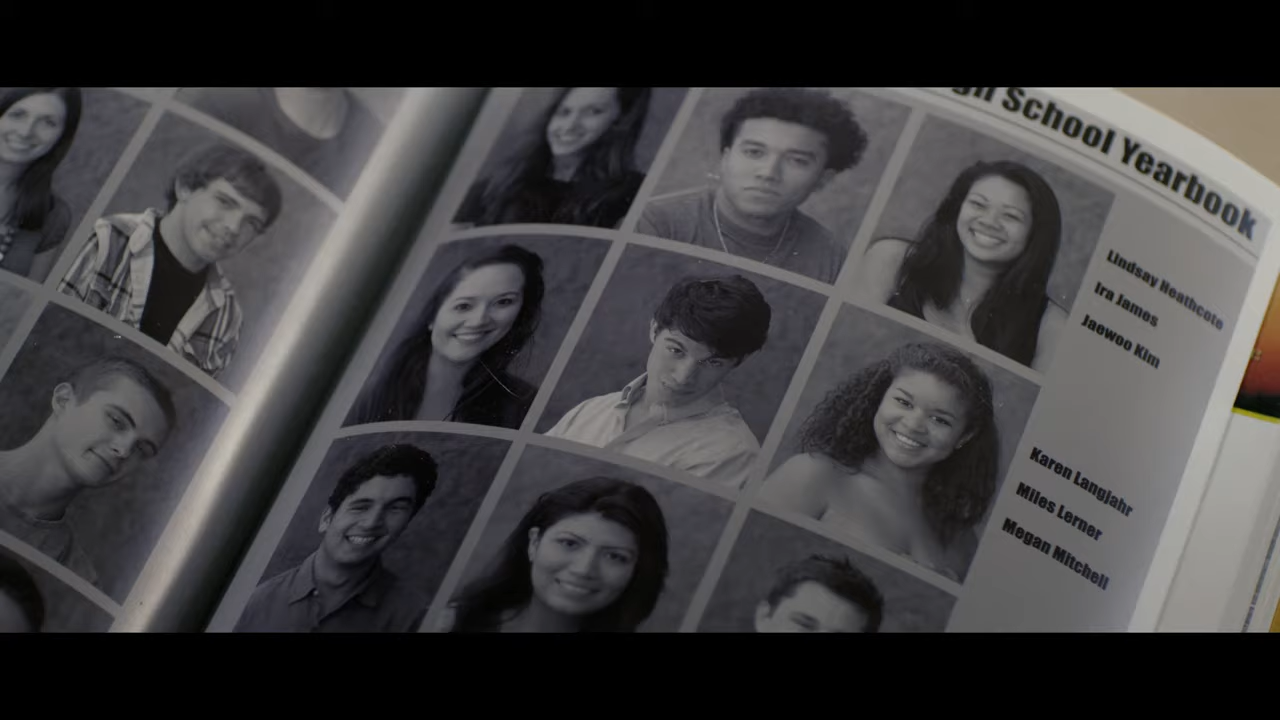 School Yearbook
Lindsay Heathcote
Ira James
Jaewoo Kim
Karen Langjahr
Miles Lerner
Megan Mitchell